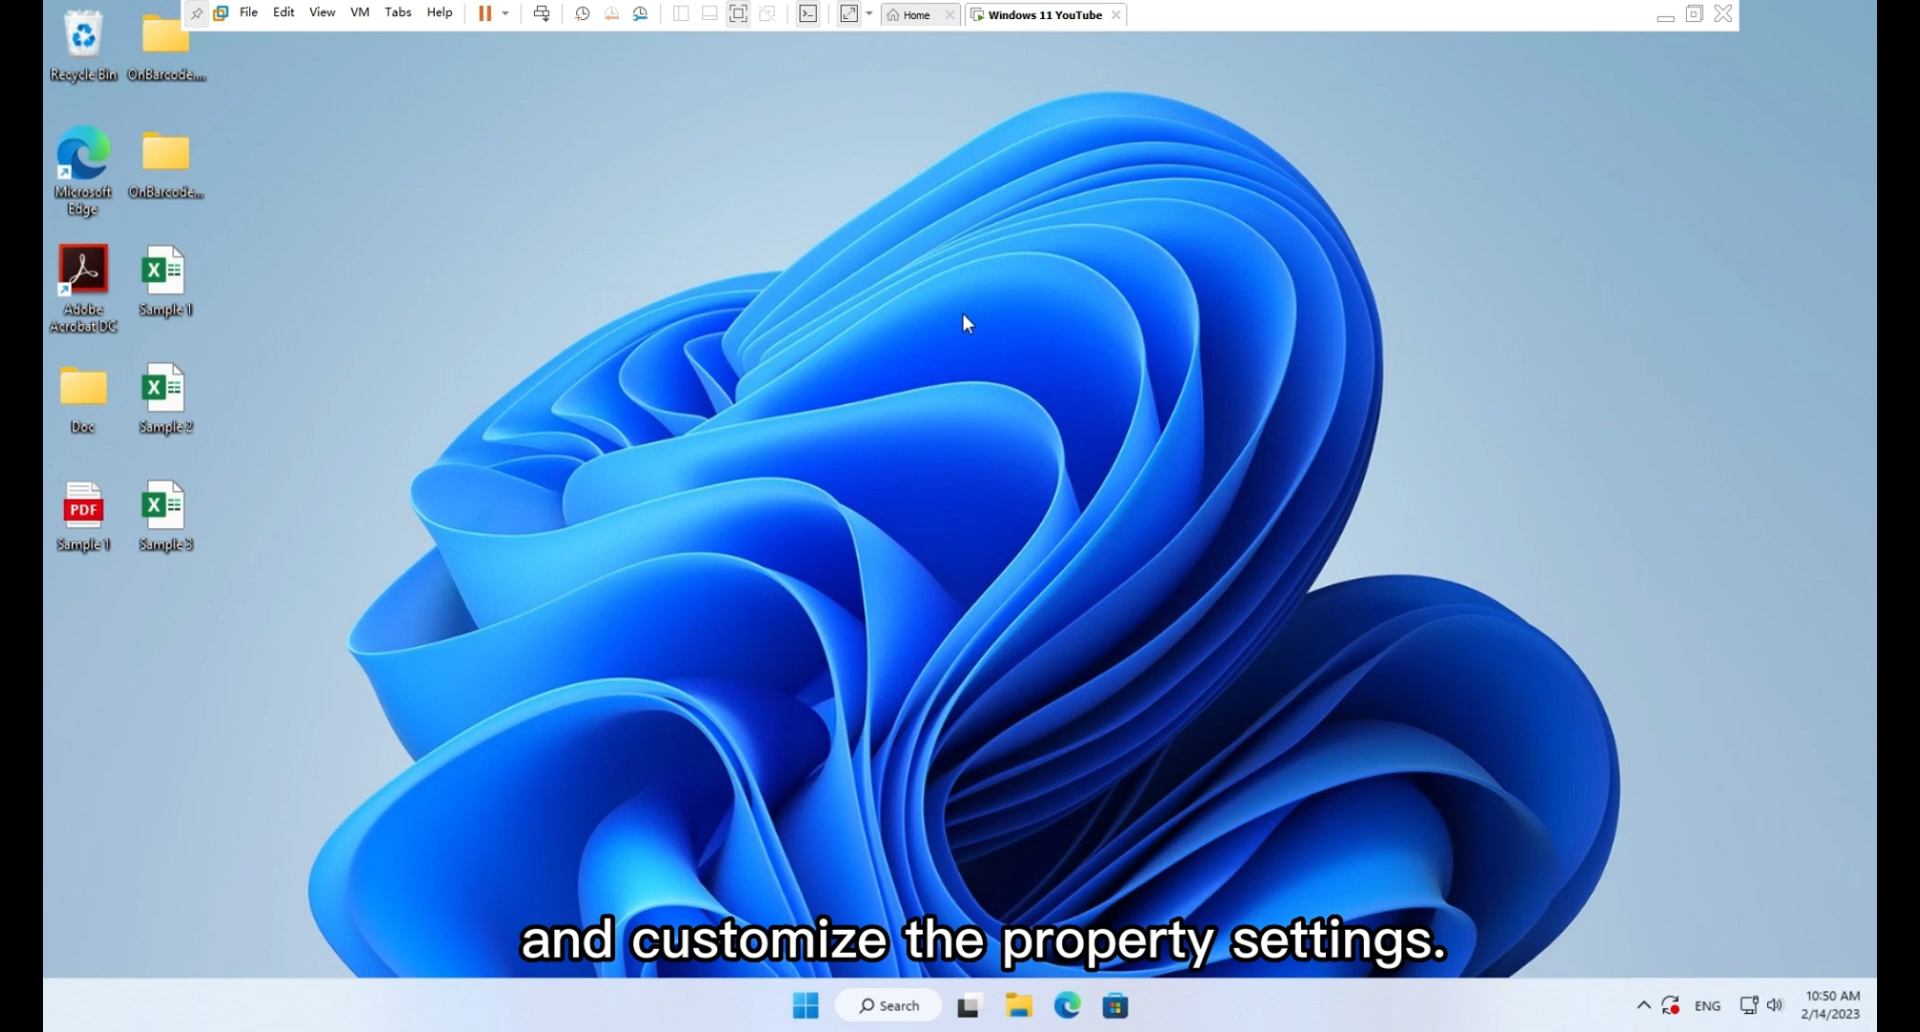 File Edit View VM Tabs Help Home Windows 11 YouTube
Recycle Bin OnBarcode....
Microsoft Edge OnBarcode...
Adobe Acrobat DC Sample 1
Doc Sample 2
PDF
Sample 1 Sample 3
and customize the property settings.
Search
ENG
10:50 AM
2/14/2023